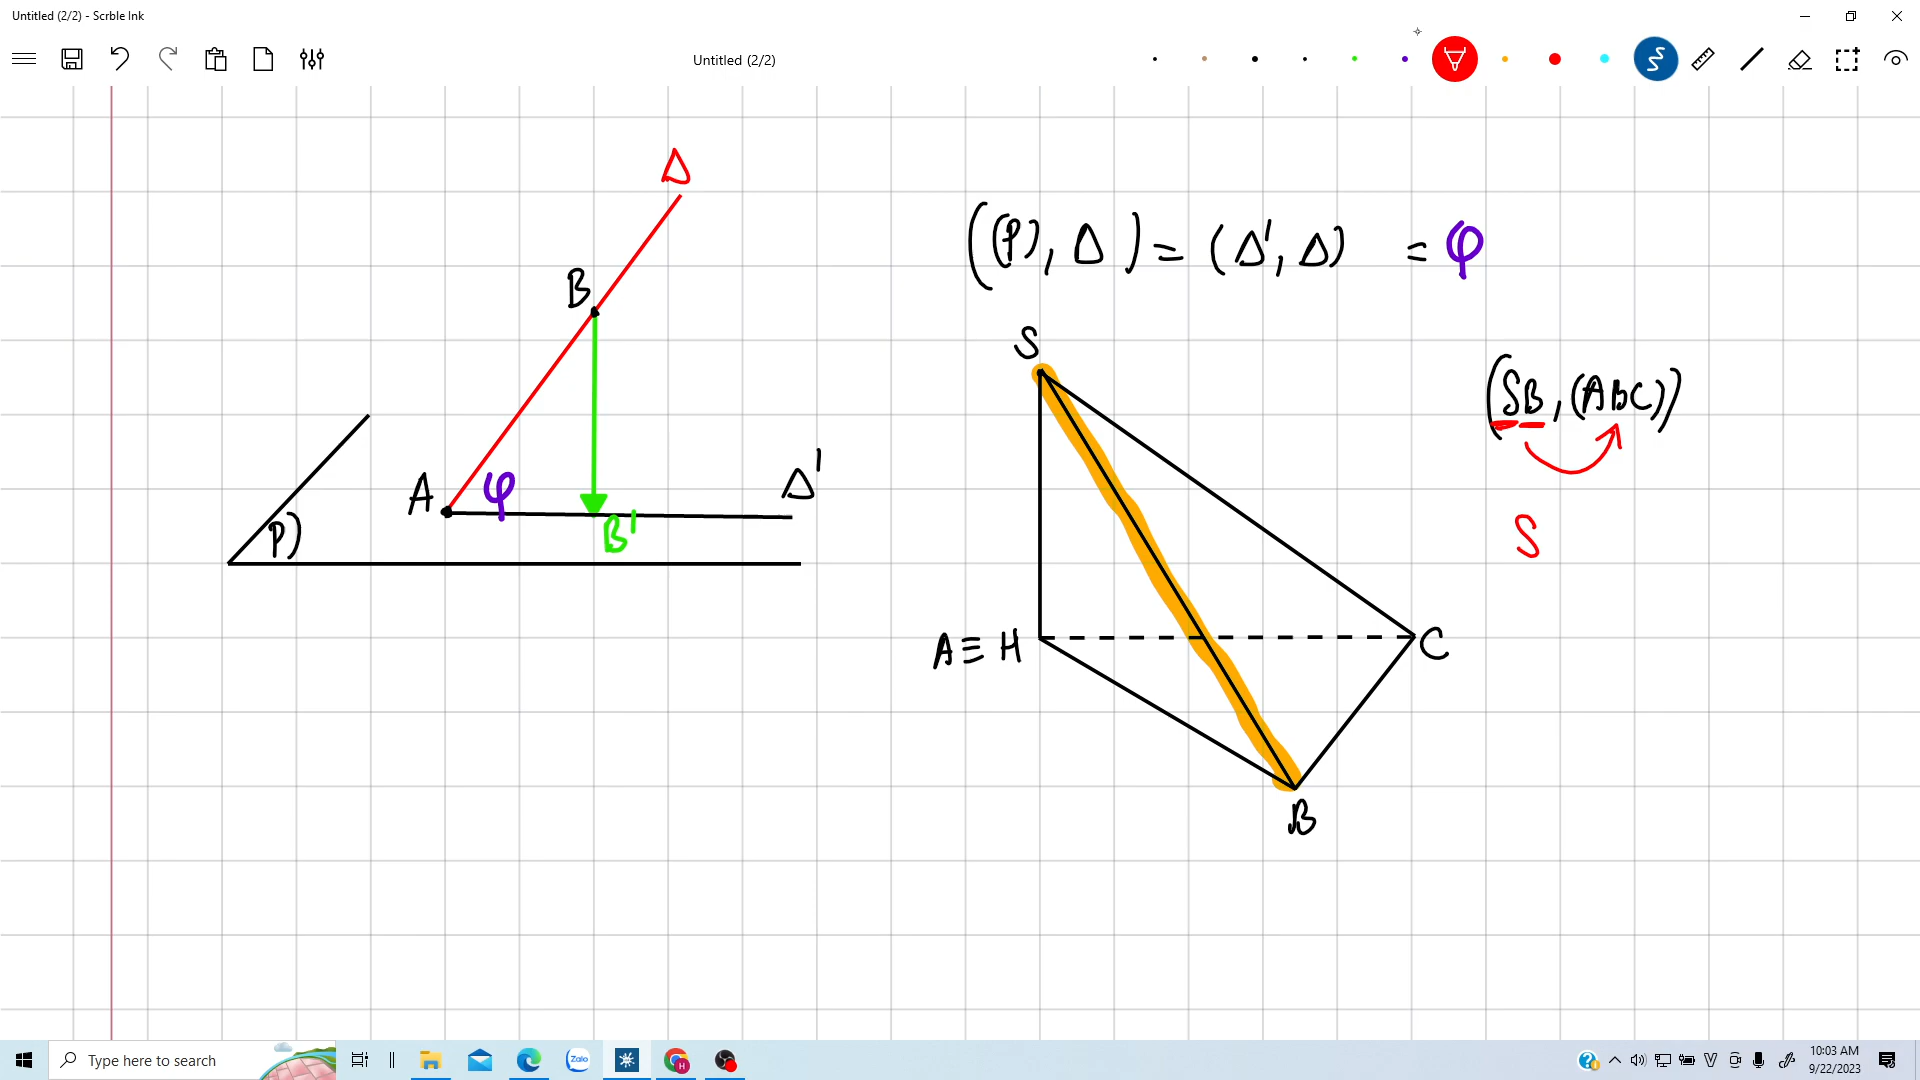 Untitled (2/2) - Scrble Ink
Untitled (2/2)
Δ
((P), Δ) = (Δ', Δ) = φ
B
S
(SB, (ABC))
A φ Δ'
P) B'
S
A ≡ H
C
B
Type here to search
Zalo
H
10:03 AM
9/22/2023